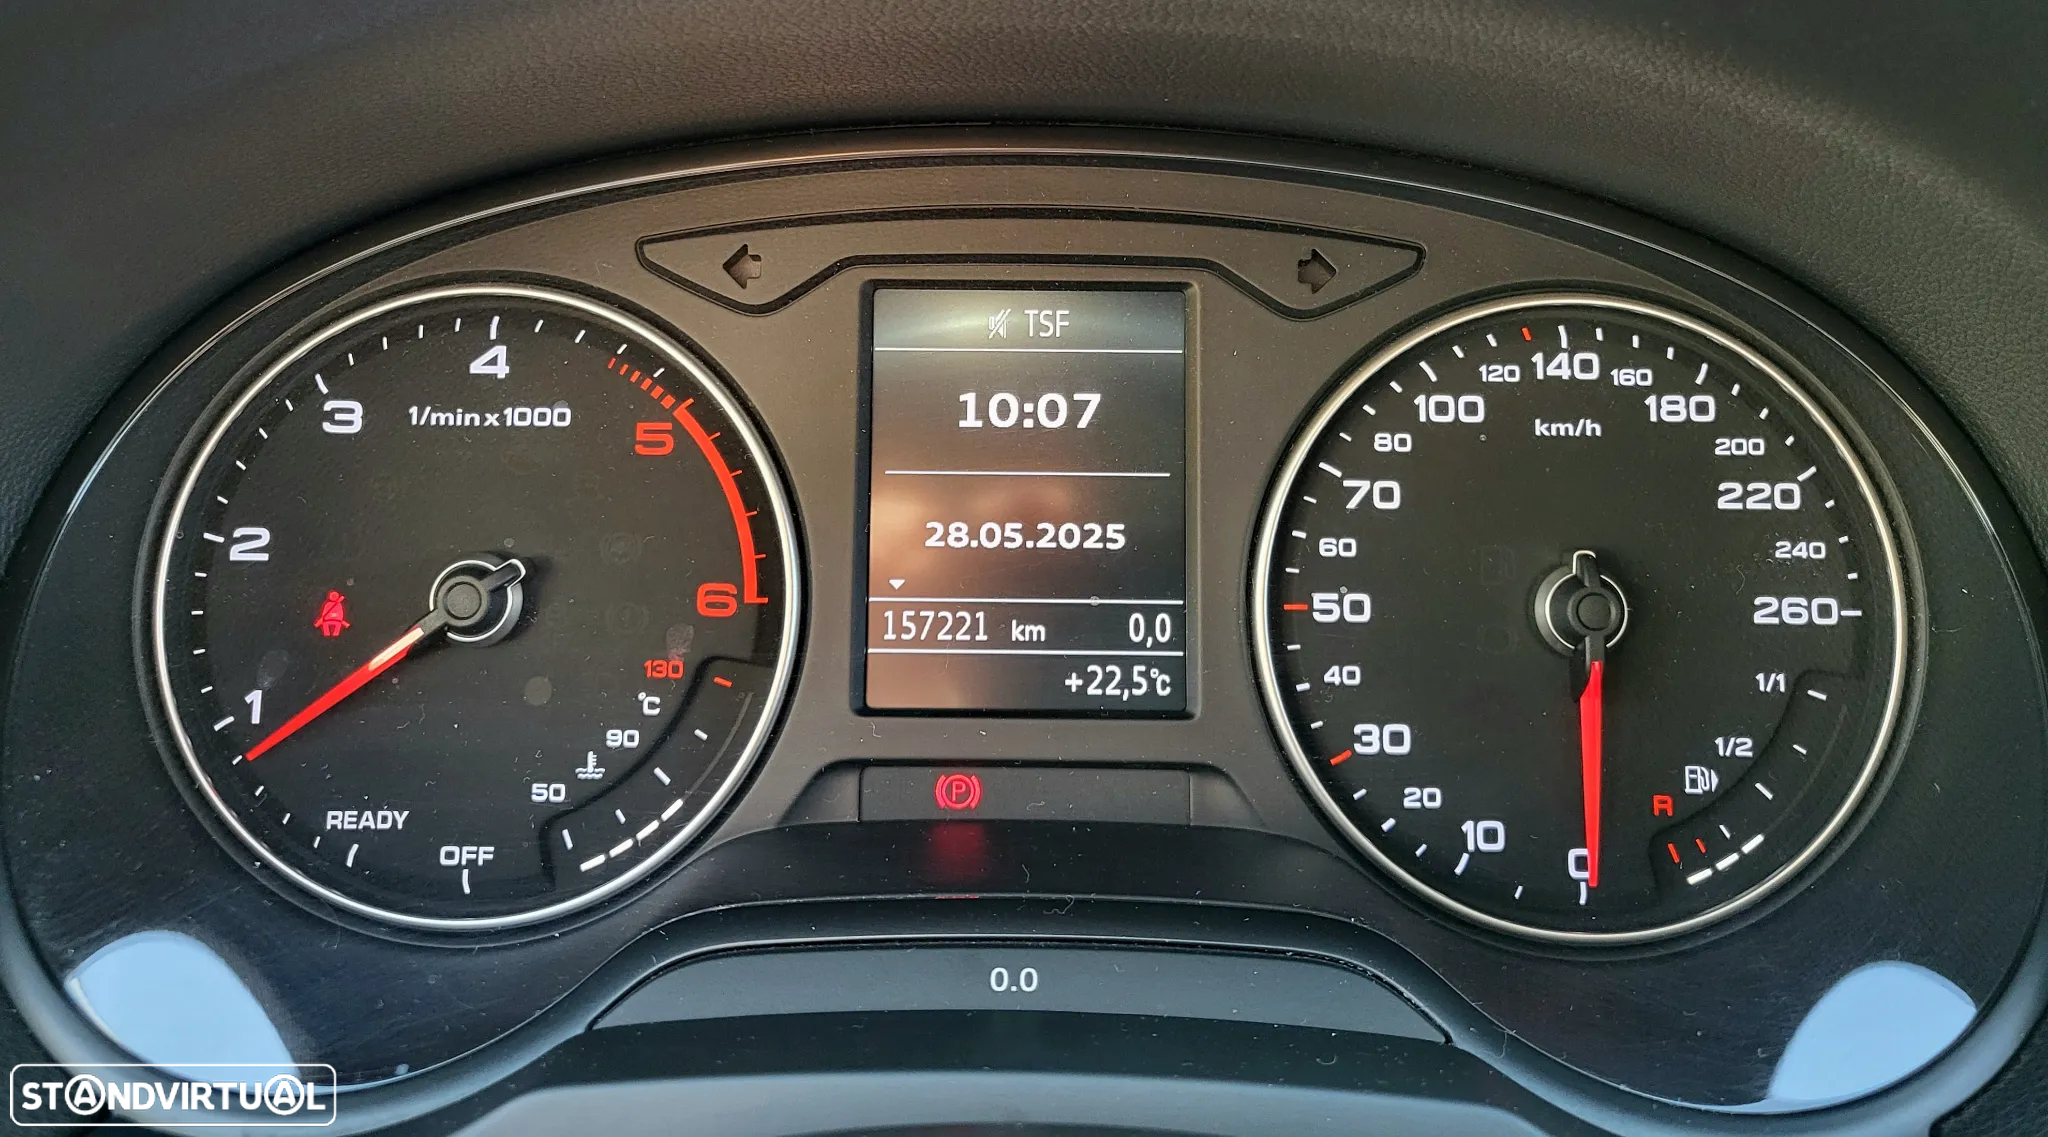 TSF
10:07
28.05.2025
157221 km 0,0
+22,5°C
1/min x 1000
1
2
3
4
5
6
READY
OFF
50
90
°C
130
km/h
0
10
20
30
40
50
60
70
80
100
120
140
160
180
200
220
240
260
1/1
1/2
R
P
0.0
STANDVIRTUAL